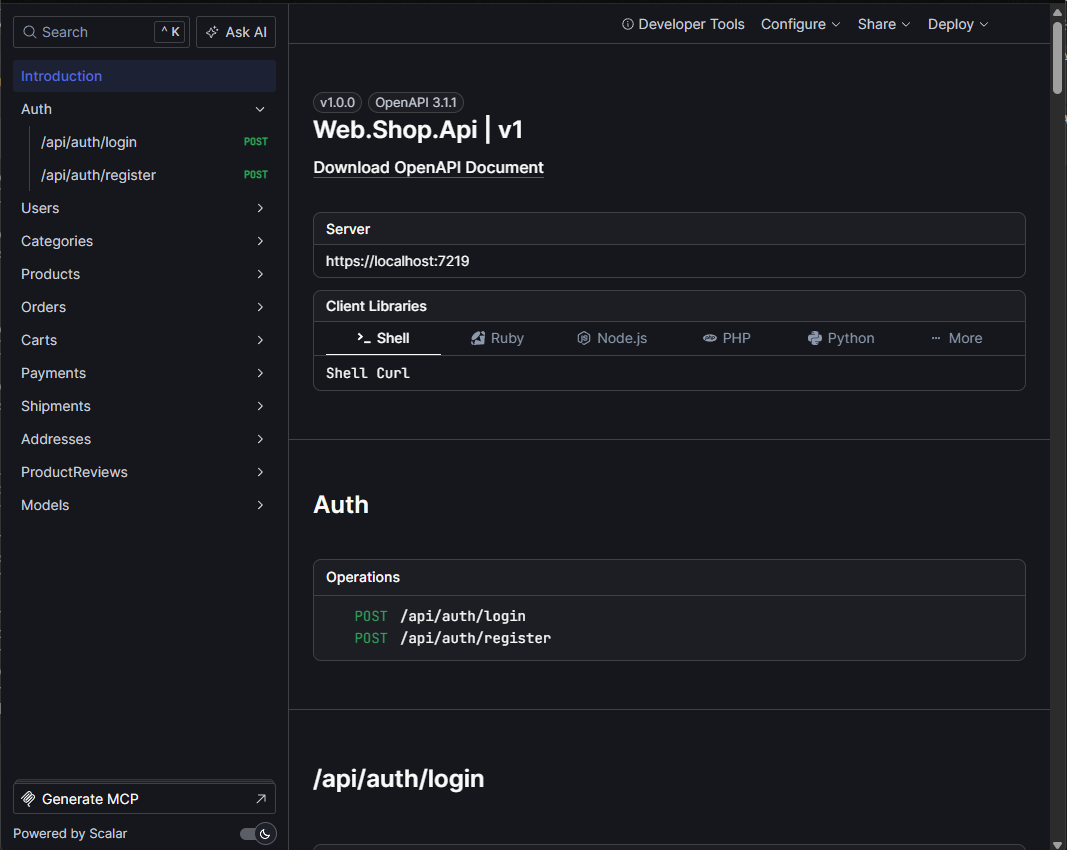 Search
^ K
Ask AI
Developer Tools
Configure
Share
Deploy
Introduction
Auth
/api/auth/login POST
/api/auth/register POST
Users
Categories
Products
Orders
Carts
Payments
Shipments
Addresses
ProductReviews
Models
Generate MCP
Powered by Scalar
v1.0.0
OpenAPI 3.1.1
Web.Shop.Api | v1
Download OpenAPI Document
Server
https://localhost:7219
Client Libraries
Shell
Ruby
Node.js
PHP
Python
More
Shell Curl
Auth
Operations
POST /api/auth/login
POST /api/auth/register
/api/auth/login